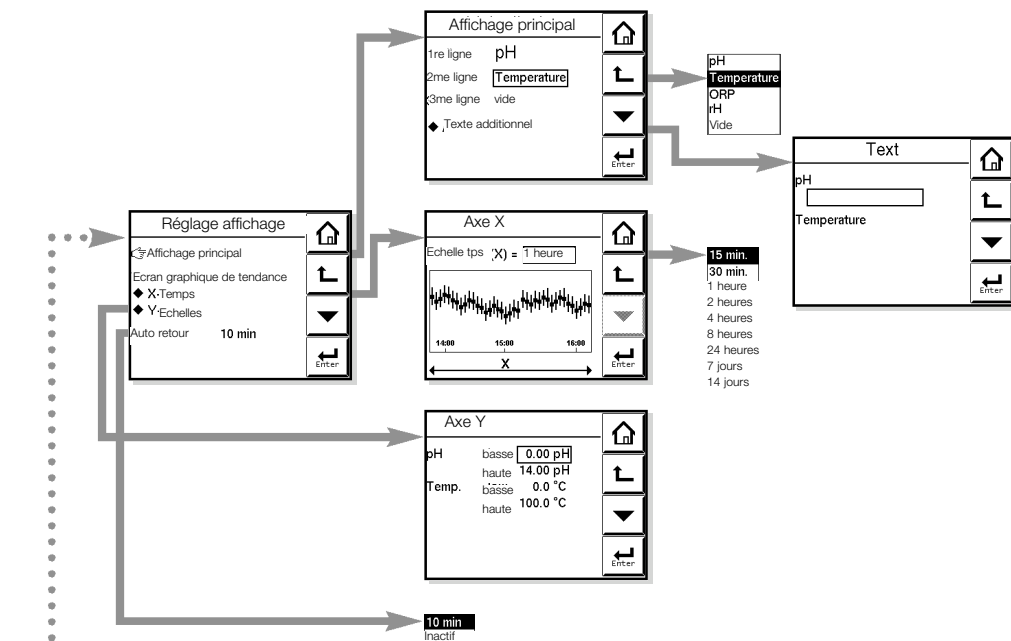 Affichage principal
1re ligne pH
2me ligne Temperature
3me ligne vide
Texte additionnel
Enter
pH
Temperature
ORP
rH
Vide
Text
pH
Temperature
Enter
Réglage affichage
Affichage principal
Ecran graphique de tendance
X-Temps
Y-Echelles
Auto retour 10 min
Enter
Axe X
Echelle tps (X) = 1 heure
14:00 15:00 16:00
X
Enter
15 min.
30 min.
1 heure
2 heures
4 heures
8 heures
24 heures
7 jours
14 jours
Axe Y
pH basse 0.00 pH
haute 14.00 pH
Temp. basse 0.0 °C
haute 100.0 °C
Enter
10 min
Inactif